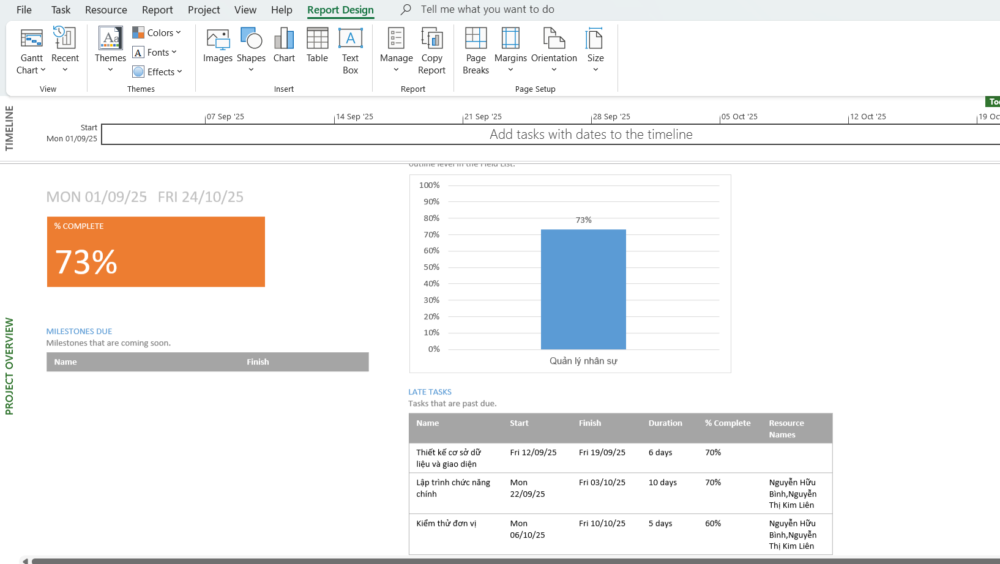 File Task Resource Report Project View Help Report Design Tell me what you want to do
Gantt Chart
Recent
View
Themes
Colors
Fonts
Effects
Themes
Images
Shapes
Chart
Table
Text Box
Insert
Manage
Copy Report
Report
Page Breaks
Margins
Orientation
Size
Page Setup
TIMELINE
07 Sep '25 14 Sep '25 21 Sep '25 28 Sep '25 05 Oct '25 12 Oct '25
Start
Mon 01/09/25
Add tasks with dates to the timeline
outline level in the Field List.
PROJECT OVERVIEW
MON 01/09/25 FRI 24/10/25
% COMPLETE
73%
MILESTONES DUE
Milestones that are coming soon.
Name Finish
100%
90%
80%
70%
60%
50%
40%
30%
20%
10%
0%
73%
Quản lý nhân sự
LATE TASKS
Tasks that are past due.
Name Start Finish Duration % Complete Resource
Names
Thiết kế cơ sở dữ Fri 12/09/25 Fri 19/09/25 6 days 70%
liệu và giao diện
Lập trình chức năng Mon Fri 03/10/25 10 days 70% Nguyễn Hữu
chính 22/09/25 Bình,Nguyễn
Thị Kim Liên
Kiểm thử đơn vị Mon Fri 10/10/25 5 days 60% Nguyễn Hữu
06/10/25 Bình,Nguyễn
Thị Kim Liên